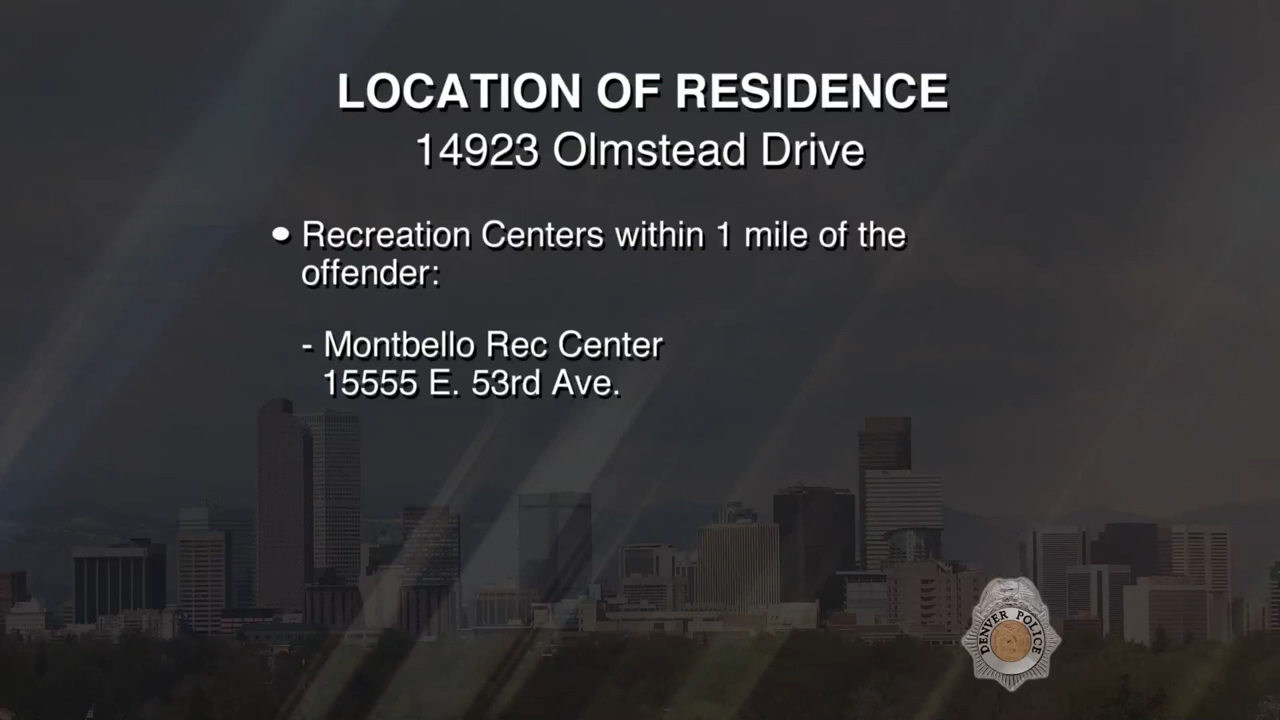 LOCATION OF RESIDENCE
14923 Olmstead Drive
• Recreation Centers within 1 mile of the
offender:
- Montbello Rec Center
15555 E. 53rd Ave.
DENVER POLICE